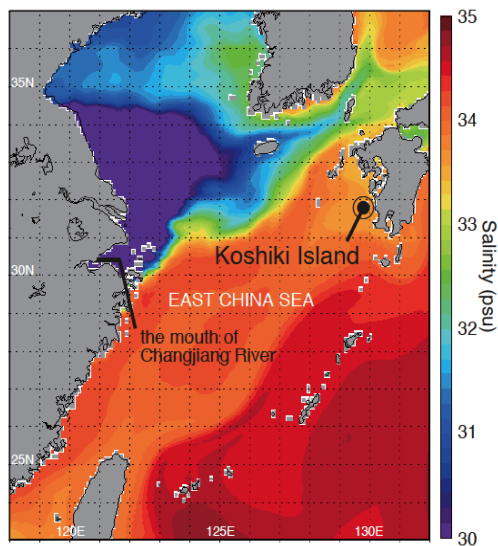 35
35N
34
33
Salinity (psu)
Koshiki Island
30N
EAST CHINA SEA
32
the mouth of
Changjiang River
31
25N
120E
125E
130E
30